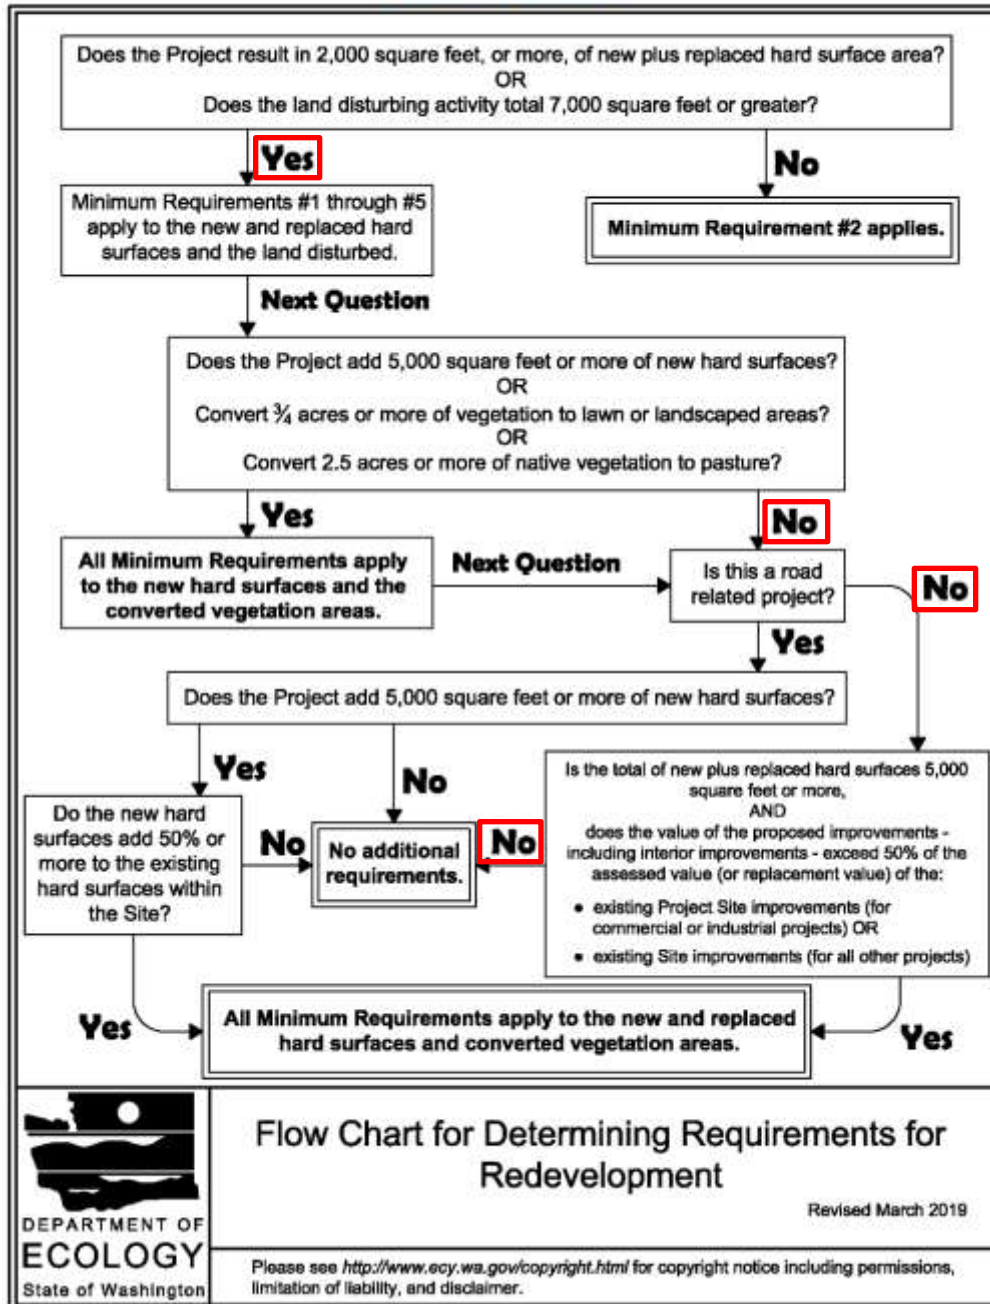 Does the Project result in 2,000 square feet, or more, of new plus replaced hard surface area?
OR
Does the land disturbing activity total 7,000 square feet or greater?
Yes
No
Minimum Requirements #1 through #5
apply to the new and replaced hard
surfaces and the land disturbed.
Minimum Requirement #2 applies.
Next Question
Does the Project add 5,000 square feet or more of new hard surfaces?
OR
Convert ¾ acres or more of vegetation to lawn or landscaped areas?
OR
Convert 2.5 acres or more of native vegetation to pasture?
Yes
No
All Minimum Requirements apply
to the new hard surfaces and the
converted vegetation areas.
Next Question
Is this a road
related project?
No
Yes
Does the Project add 5,000 square feet or more of new hard surfaces?
Yes
No
Do the new hard
surfaces add 50% or
more to the existing
hard surfaces within
the Site?
No
No additional
requirements.
No
Is the total of new plus replaced hard surfaces 5,000
square feet or more,
AND
does the value of the proposed improvements -
including interior improvements - exceed 50% of the
assessed value (or replacement value) of the:
• existing Project Site improvements (for
commercial or industrial projects) OR
• existing Site improvements (for all other projects)
Yes
All Minimum Requirements apply to the new and replaced
hard surfaces and converted vegetation areas.
Yes
DEPARTMENT OF
ECOLOGY
State of Washington
Flow Chart for Determining Requirements for
Redevelopment
Revised March 2019
Please see http://www.ecy.wa.gov/copyright.html for copyright notice including permissions,
limitation of liability, and disclaimer.